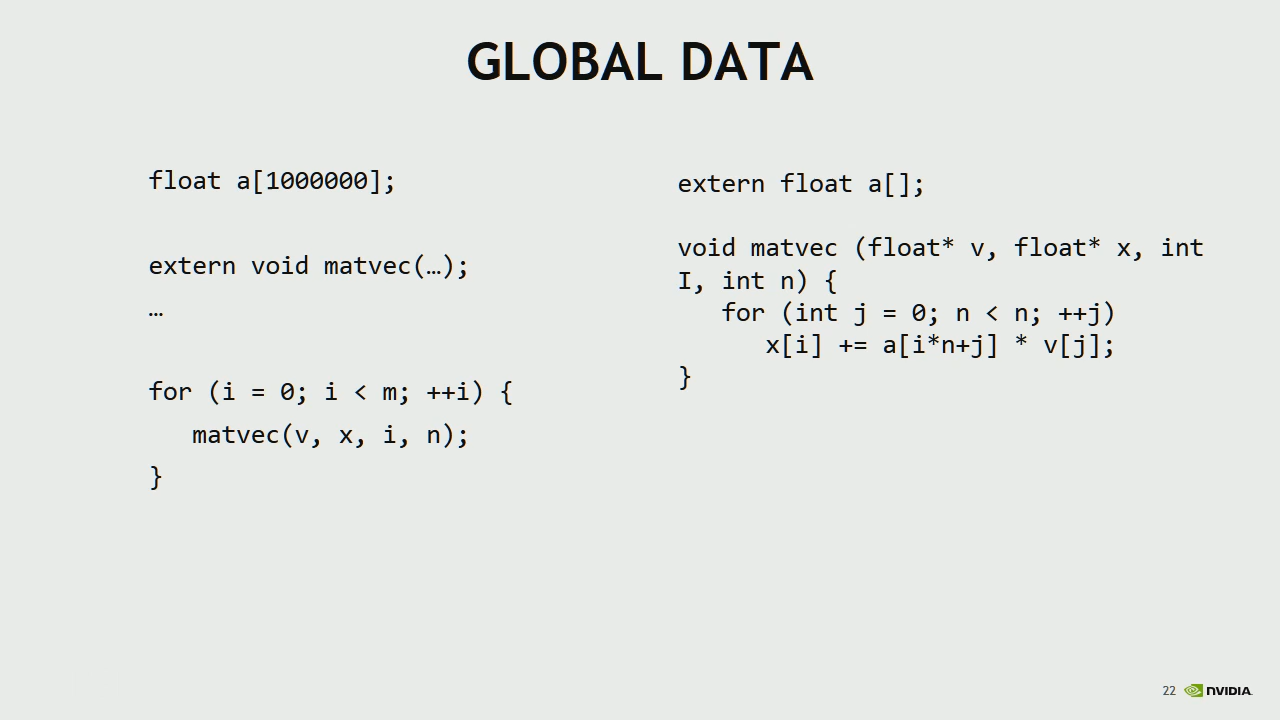 GLOBAL DATA
float a[1000000];
extern void matvec(…);
…
for (i = 0; i < m; ++i) {
   matvec(v, x, i, n);
}
extern float a[];
void matvec (float* v, float* x, int
I, int n) {
   for (int j = 0; n < n; ++j)
      x[i] += a[i*n+j] * v[j];
}
22
NVIDIA.